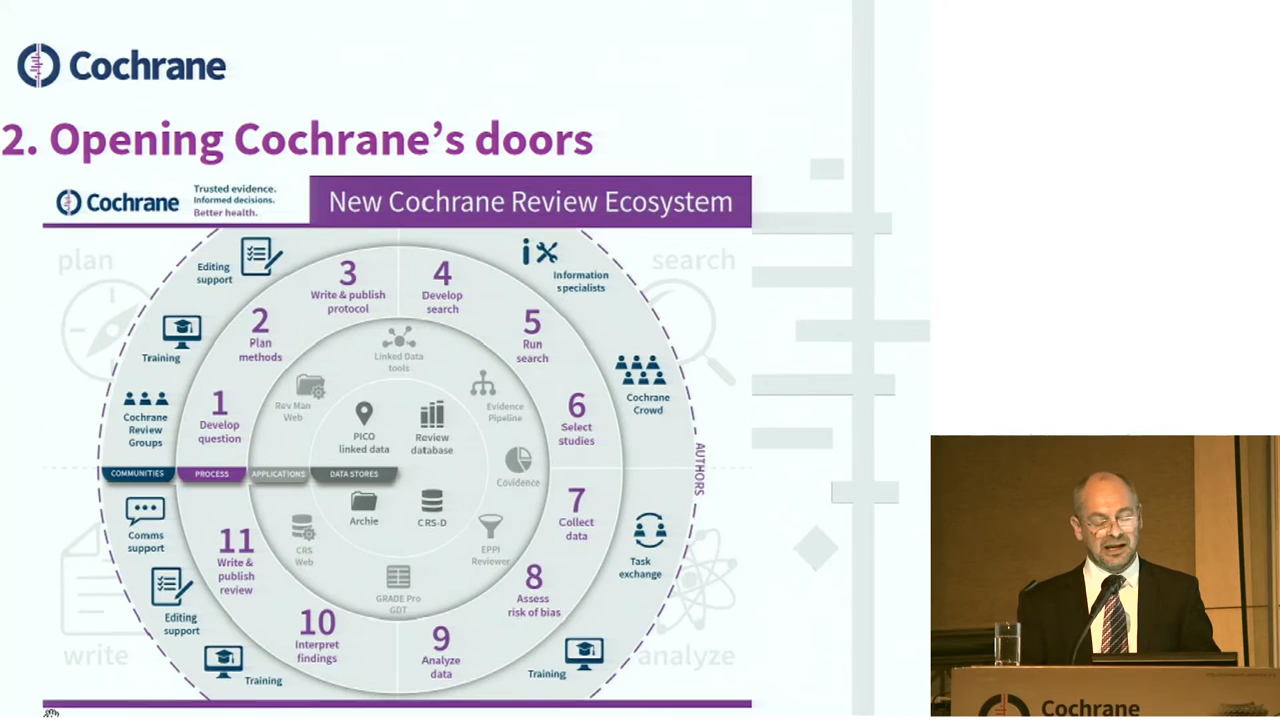 Cochrane
2. Opening Cochrane's doors
Cochrane
Trusted evidence.
Informed decisions.
Better health.
New Cochrane Review Ecosystem
plan
search
write
analyze
Editing
support
Training
Cochrane
Review
Groups
COMMUNITIES
PROCESS
APPLICATIONS
DATA STORES
Comms
support
Editing
support
Training
1
Develop
question
2
Plan
methods
3
Write & publish
protocol
4
Develop
search
5
Run
search
6
Select
studies
7
Collect
data
8
Assess
risk of bias
9
Analyze
data
10
Interpret
findings
11
Write &
publish
review
Information
specialists
Cochrane
Crowd
AUTHORS
Task
exchange
Training
Linked Data
tools
Rev Man
Web
Evidence
Pipeline
PICO
linked data
Review
database
Covidence
Archie
CRS-D
CRS
Web
EPPI
Reviewer
GRADE Pro
GDT
Cochrane